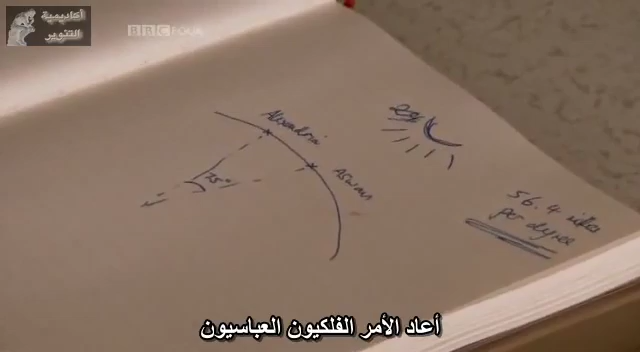 أكاديمية
التنوير
BBC FOUR
Alexandria
Aswan
7.5°
56.4 miles
per degree
أعاد الأمر الفلكيون العباسيون